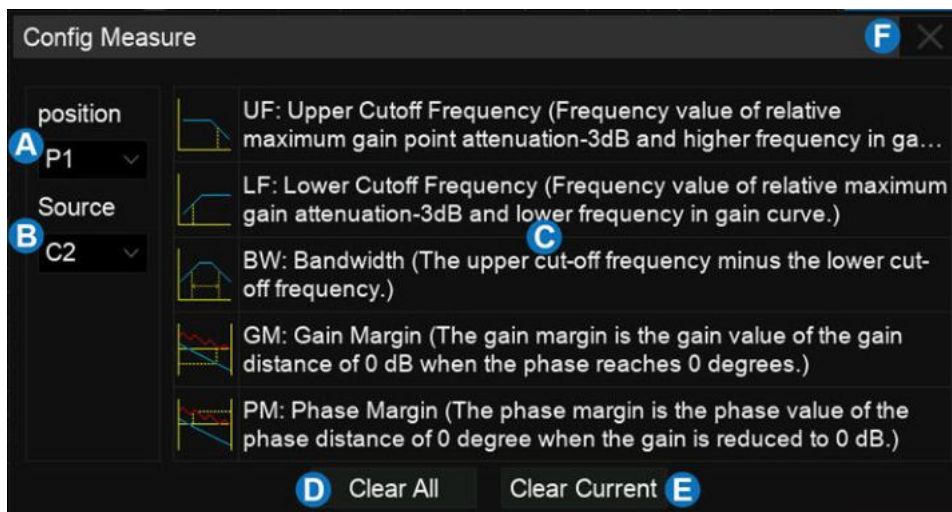 Config Measure
F
position
A
P1
Source
B
C2
UF: Upper Cutoff Frequency (Frequency value of relative
maximum gain point attenuation-3dB and higher frequency in ga...
LF: Lower Cutoff Frequency (Frequency value of relative maximum
gain attenuation-3dB and lower frequency in gain curve.)
C
BW: Bandwidth (The upper cut-off frequency minus the lower cut-
off frequency.)
GM: Gain Margin (The gain margin is the gain value of the gain
distance of 0 dB when the phase reaches 0 degrees.)
PM: Phase Margin (The phase margin is the phase value of the
phase distance of 0 degree when the gain is reduced to 0 dB.)
D Clear All
Clear Current E